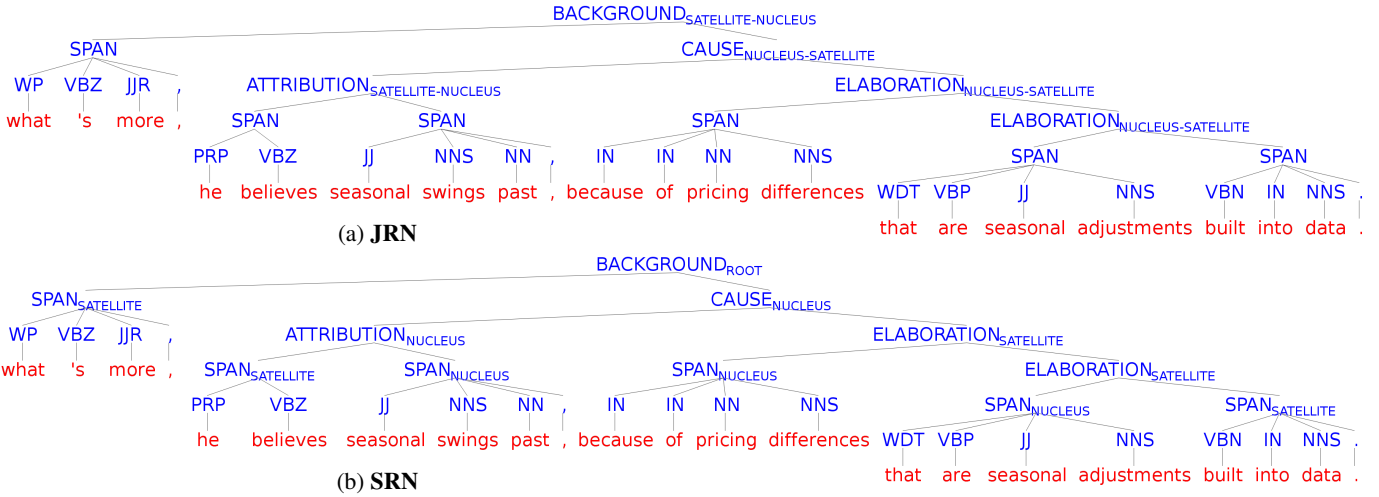 BACKGROUND SATELLITE-NUCLEUS
SPAN CAUSE NUCLEUS-SATELLITE
WP VBZ JJR , ATTRIBUTION SATELLITE-NUCLEUS ELABORATION NUCLEUS-SATELLITE
what 's more , SPAN SPAN SPAN ELABORATION NUCLEUS-SATELLITE
PRP VBZ JJ NNS NN , IN IN NN NNS SPAN SPAN
he believes seasonal swings past , because of pricing differences WDT VBP JJ NNS VBN IN NNS .
that are seasonal adjustments built into data .
(a) JRN
BACKGROUND ROOT
SPAN SATELLITE CAUSE NUCLEUS
WP VBZ JJR , ATTRIBUTION NUCLEUS ELABORATION SATELLITE
what 's more , SPAN SATELLITE SPAN NUCLEUS SPAN NUCLEUS ELABORATION SATELLITE
PRP VBZ JJ NNS NN , IN IN NN NNS SPAN NUCLEUS SPAN SATELLITE
he believes seasonal swings past , because of pricing differences WDT VBP JJ NNS VBN IN NNS .
that are seasonal adjustments built into data .
(b) SRN